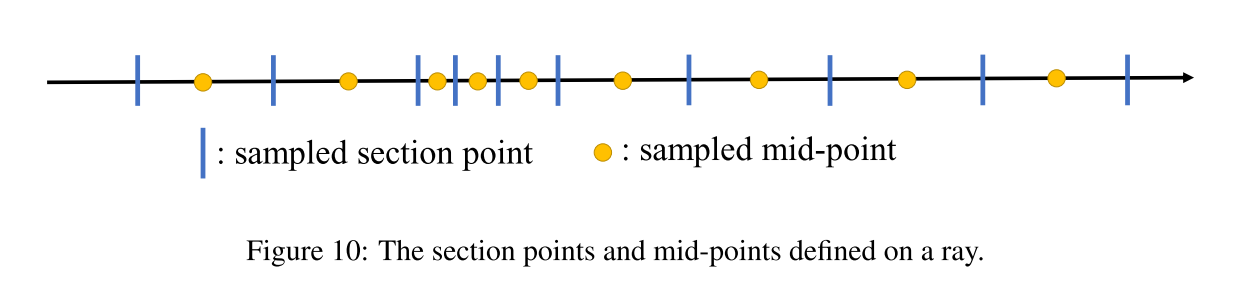 : sampled section point
: sampled mid-point
Figure 10: The section points and mid-points defined on a ray.